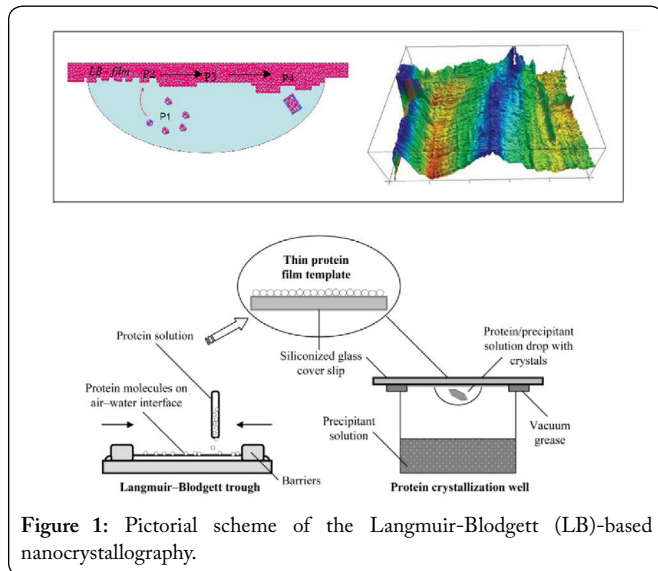 LB - film P2 P3 P4
P1
Thin protein
film template
Protein solution
Siliconized glass
cover slip
Protein/precipitant
solution drop with
crystals
Protein molecules on
air–water interface
Precipitant
solution
Vacuum
grease
Barriers
Langmuir–Blodgett trough
Protein crystallization well
Figure 1: Pictorial scheme of the Langmuir-Blodgett (LB)-based
nanocrystallography.